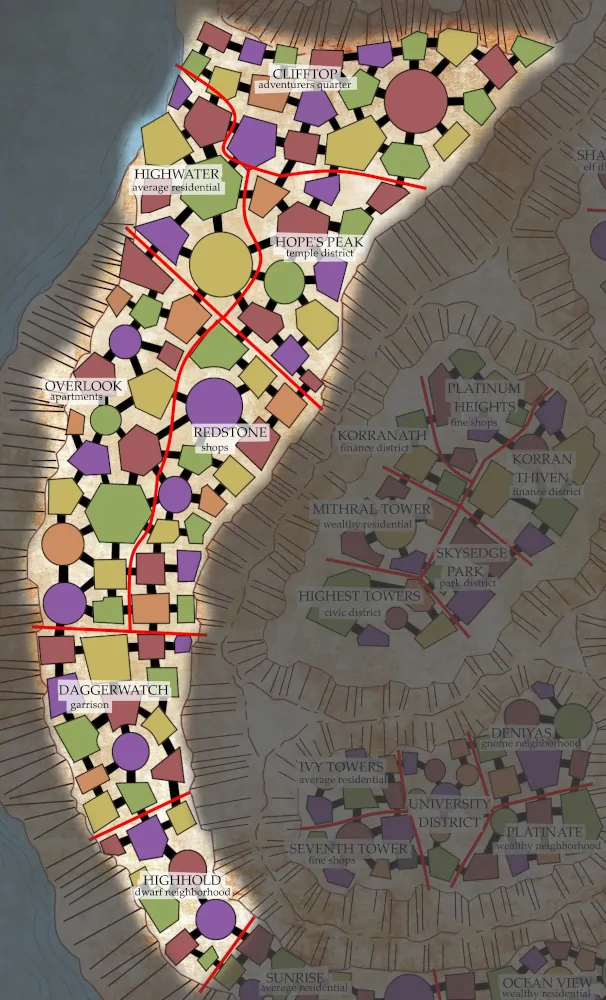 CLIFFTOP
adventurers quarter
SHA
elf di
HIGHWATER
average residential
HOPE'S PEAK
temple district
OVERLOOK
apartments
PLATINUM
HEIGHTS
fine shops
REDSTONE
shops
KORRANATH
finance district
KORRAN
THIVEN
finance district
MITHRAL TOWER
wealthy residential
SKYSEDGE
PARK
park district
HIGHEST TOWERS
civic district
DAGGERWATCH
garrison
DENIYAS
gnome neighborhood
IVY TOWERS
average residential
UNIVERSITY
DISTRICT
PLATINATE
wealthy neighborhood
SEVENTH TOWER
fine shops
HIGHHOLD
dwarf neighborhood
SUNRISE
average residential
OCEAN VIEW
wealthy residential